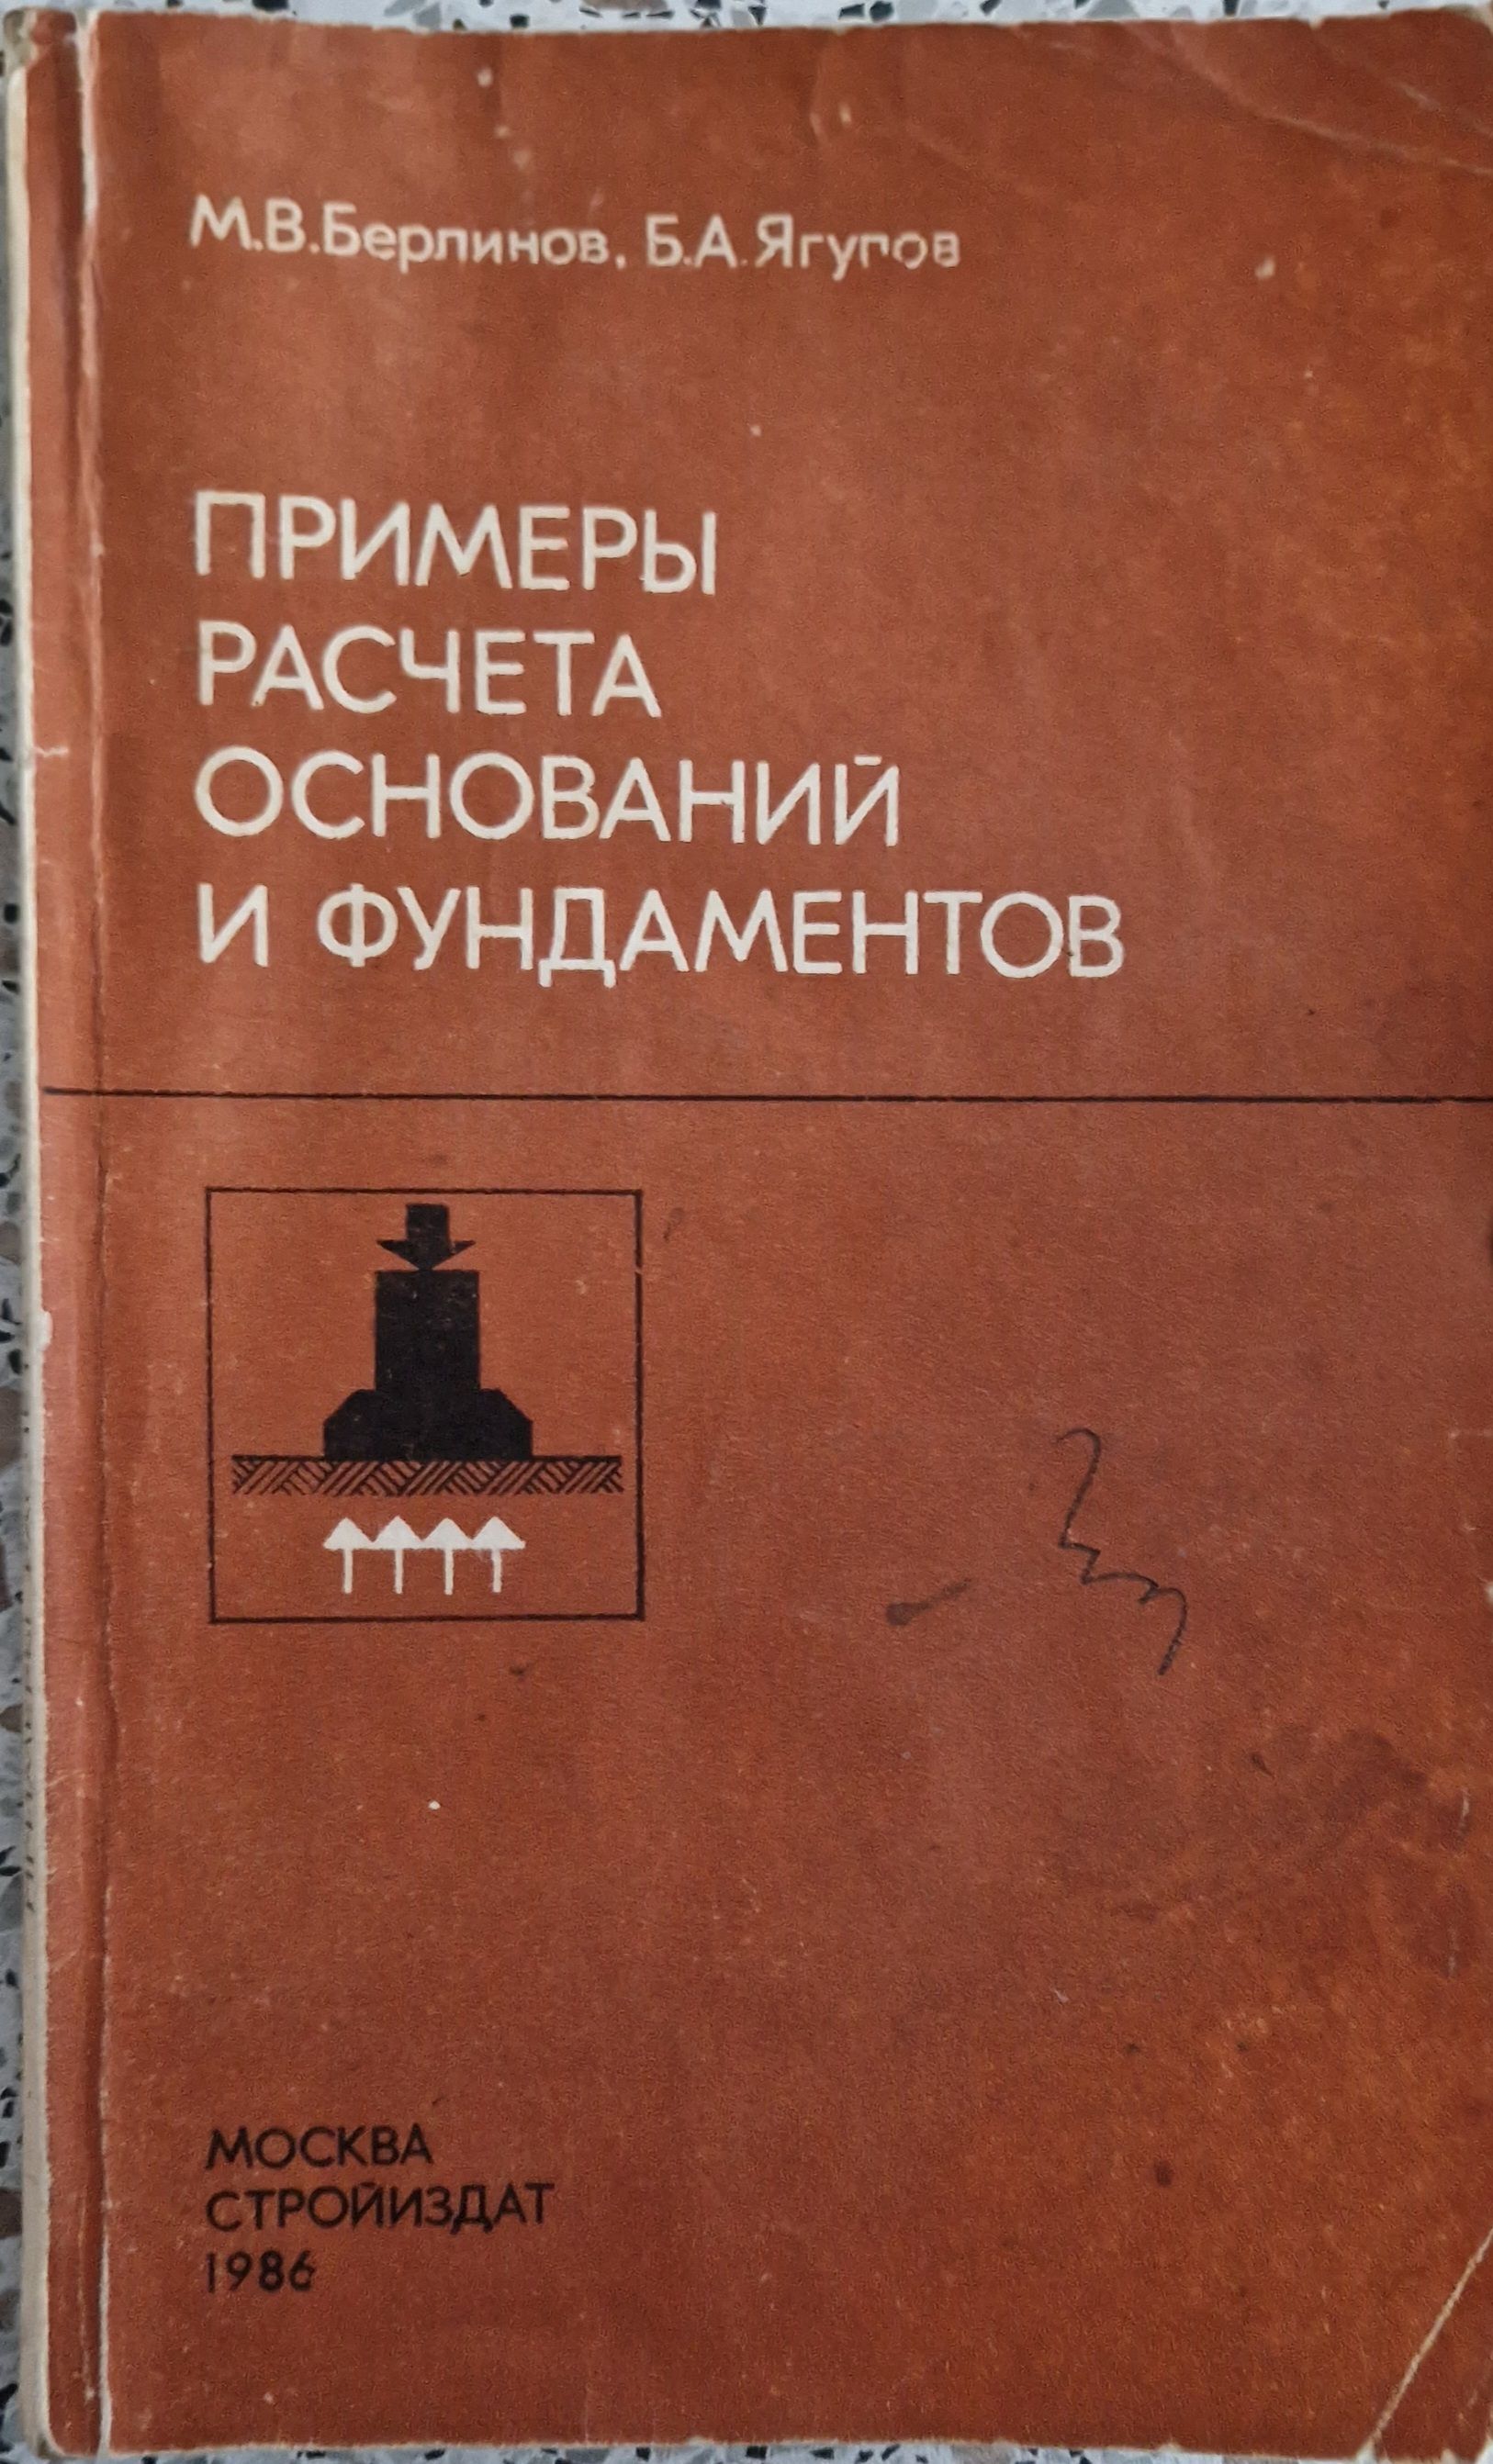 М.В.Берлинов, Б.А.Ягупов
ПРИМЕРЫ
РАСЧЕТА
ОСНОВАНИЙ
И ФУНДАМЕНТОВ
МОСКВА
СТРОЙИЗДАТ
1986